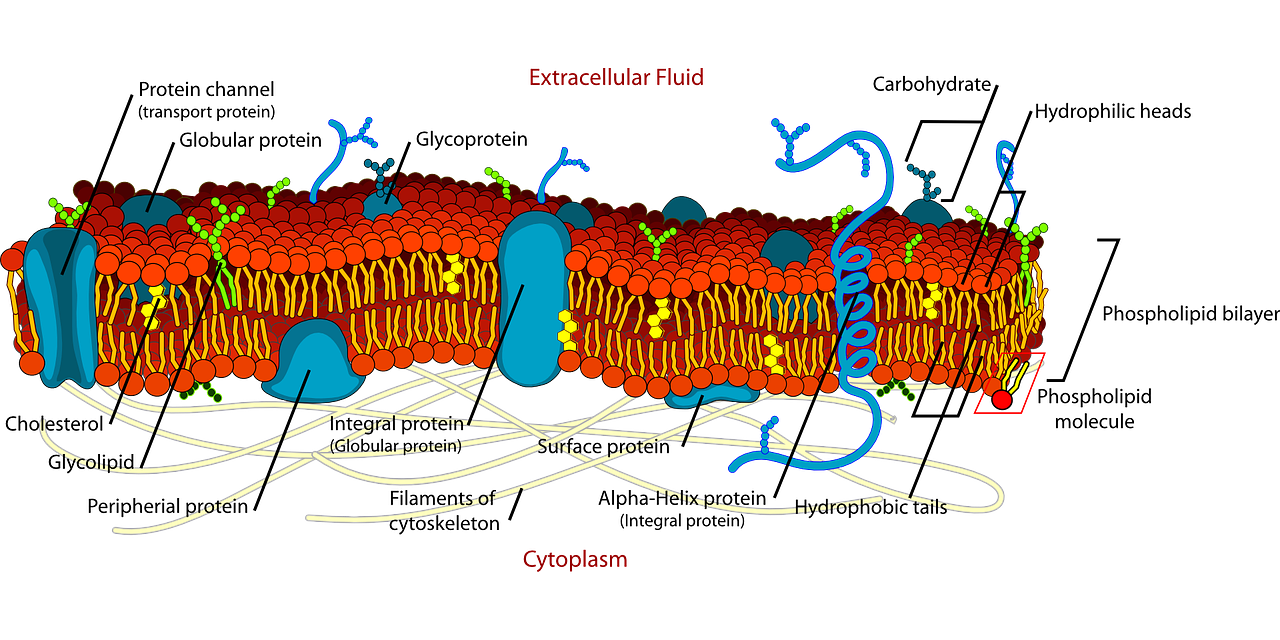 Extracellular Fluid
Carbohydrate
Protein channel
(transport protein)
Hydrophilic heads
Globular protein
Glycoprotein
Phospholipid bilayer
Phospholipid
molecule
Cholesterol
Integral protein
(Globular protein)
Surface protein
Glycolipid
Peripherial protein
Filaments of
cytoskeleton
Alpha-Helix protein
(Integral protein)
Hydrophobic tails
Cytoplasm